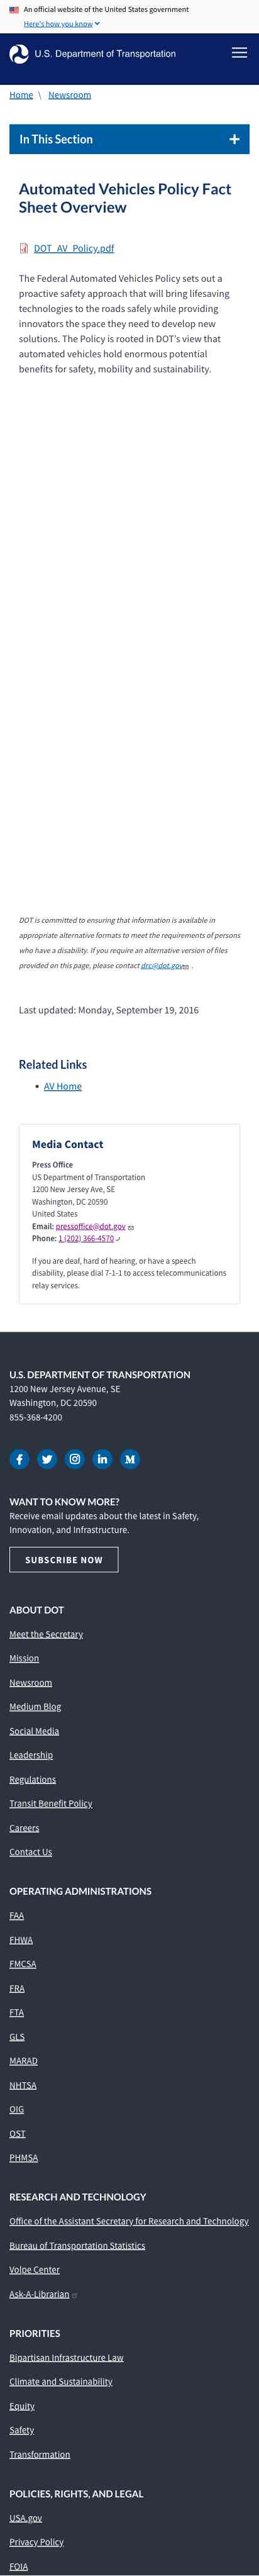 An official website of the United States government
Here's how you know
U.S. Department of Transportation
Home \ Newsroom
In This Section
Automated Vehicles Policy Fact
Sheet Overview
DOT_AV_Policy.pdf
The Federal Automated Vehicles Policy sets out a
proactive safety approach that will bring lifesaving
technologies to the roads safely while providing
innovators the space they need to develop new
solutions. The Policy is rooted in DOT's view that
automated vehicles hold enormous potential
benefits for safety, mobility and sustainability.
DOT is committed to ensuring that information is available in
appropriate alternative formats to meet the requirements of persons
who have a disability. If you require an alternative version of files
provided on this page, please contact drc@dot.gov .
Last updated: Monday, September 19, 2016
Related Links
• AV Home
Media Contact
Press Office
US Department of Transportation
1200 New Jersey Ave, SE
Washington, DC 20590
United States
Email: pressoffice@dot.gov
Phone: 1 (202) 366-4570
If you are deaf, hard of hearing, or have a speech
disability, please dial 7-1-1 to access telecommunications
relay services.
U.S. DEPARTMENT OF TRANSPORTATION
1200 New Jersey Avenue, SE
Washington, DC 20590
855-368-4200
WANT TO KNOW MORE?
Receive email updates about the latest in Safety,
Innovation, and Infrastructure.
SUBSCRIBE NOW
ABOUT DOT
Meet the Secretary
Mission
Newsroom
Medium Blog
Social Media
Leadership
Regulations
Transit Benefit Policy
Careers
Contact Us
OPERATING ADMINISTRATIONS
FAA
FHWA
FMCSA
FRA
FTA
GLS
MARAD
NHTSA
OIG
OST
PHMSA
RESEARCH AND TECHNOLOGY
Office of the Assistant Secretary for Research and Technology
Bureau of Transportation Statistics
Volpe Center
Ask-A-Librarian
PRIORITIES
Bipartisan Infrastructure Law
Climate and Sustainability
Equity
Safety
Transformation
POLICIES, RIGHTS, AND LEGAL
USA.gov
Privacy Policy
FOIA